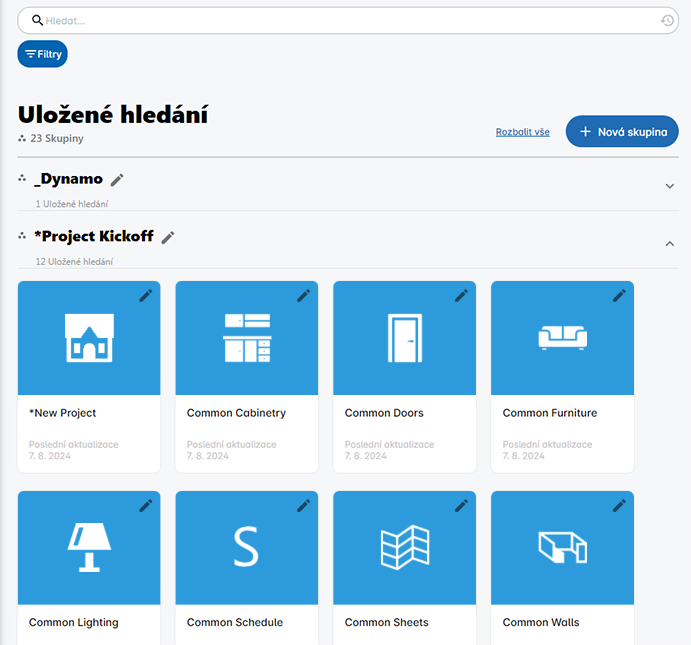 Hledat...
Filtry
Uložené hledání
23 Skupiny
Rozbalit vše
+ Nová skupina
_Dynamo
1 Uložené hledání
*Project Kickoff
12 Uložené hledání
*New Project
Common Cabinetry
Common Doors
Common Furniture
Poslední aktualizace
7. 8. 2024
Poslední aktualizace
7. 8. 2024
Poslední aktualizace
7. 8. 2024
Poslední aktualizace
7. 8. 2024
S
Common Lighting
Common Schedule
Common Sheets
Common Walls